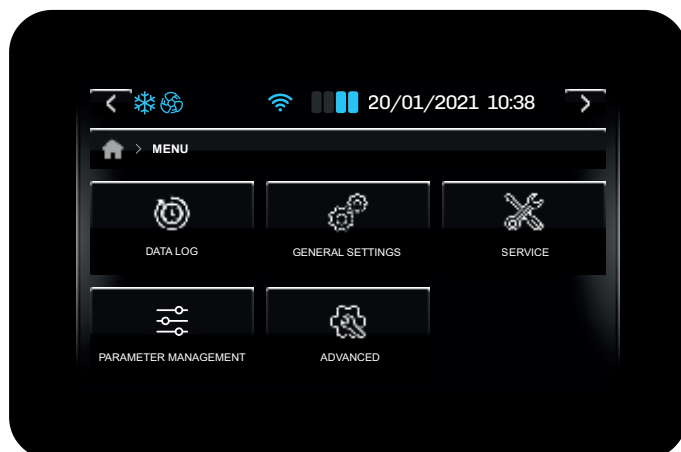 20/01/2021 10:38
> MENU
DATA LOG
GENERAL SETTINGS
SERVICE
PARAMETER MANAGEMENT
ADVANCED